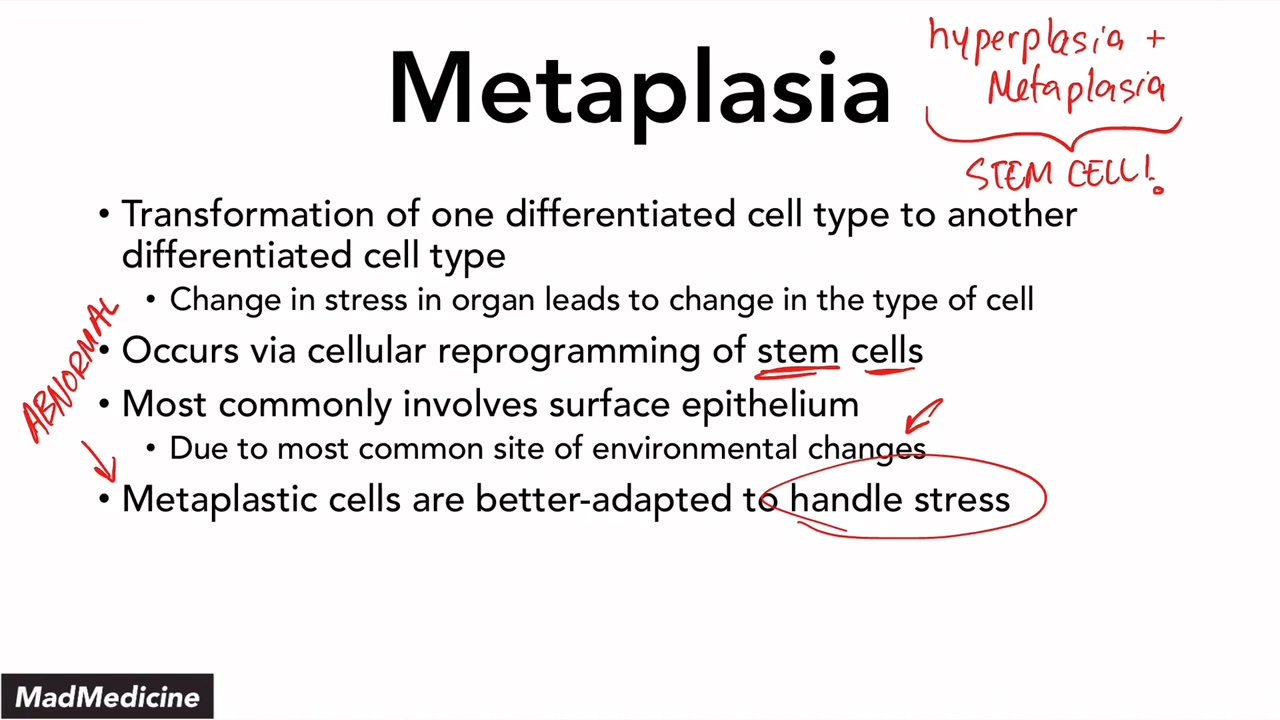 hyperplasia +
Metaplasia
STEM CELL!
Metaplasia
• Transformation of one differentiated cell type to another
differentiated cell type
• Change in stress in organ leads to change in the type of cell
ABNORMAL
• Occurs via cellular reprogramming of stem cells
• Most commonly involves surface epithelium
• Due to most common site of environmental changes
• Metaplastic cells are better-adapted to handle stress
MadMedicine